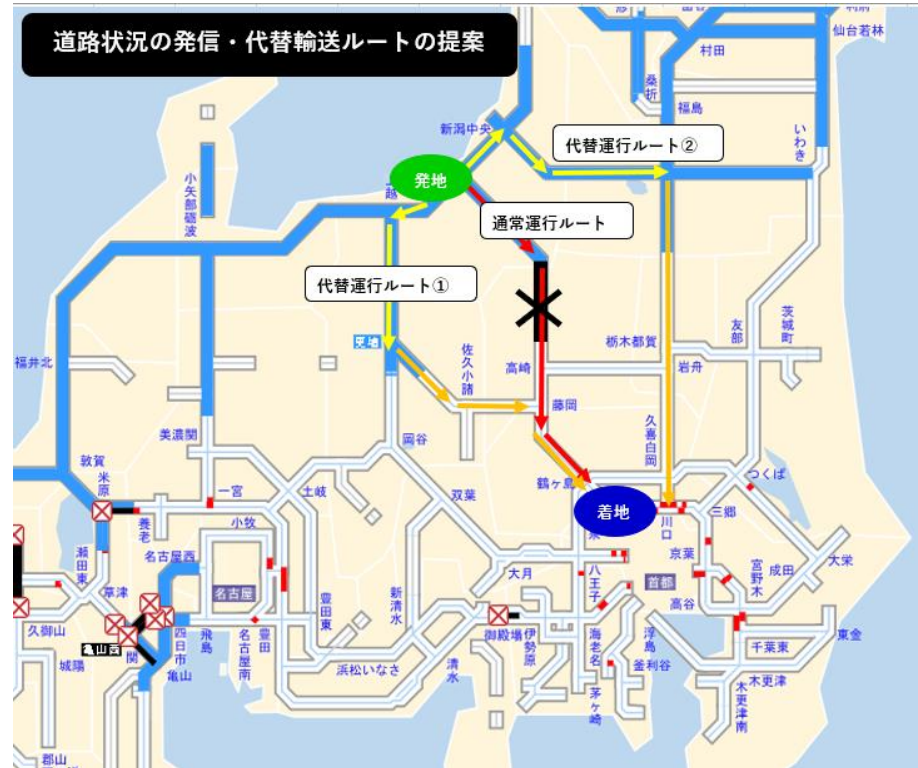 道路状況の発信・代替輸送ルートの提案
仙台若林
村田
桑折
福島
いわき
新潟中央
代替運行ルート②
発地
越
小矢部砺波
通常運行ルート
代替運行ルート①
茨城町
友部
更埴
佐久小諸
栃木都賀
岩舟
高崎
福井北
藤岡
久喜白岡
美濃関
岡谷
敦賀
米原
つくば
鶴ヶ島
一宮
土岐
双葉
着地
川口
三郷
養老
小牧
京葉
大栄
瀬田東
名古屋西
大月
八王子
首都
宮野木
成田
草津
名古屋
新清水
高谷
久御山
豊田東
御殿場
伊勢原
海老名
浮島
東金
亀山西
関
四日市
飛島
名古屋南
豊田
千葉東
城陽
亀山
浜松いなさ
清水
釜利谷
木更津
茅ヶ崎
木更津南
郡山